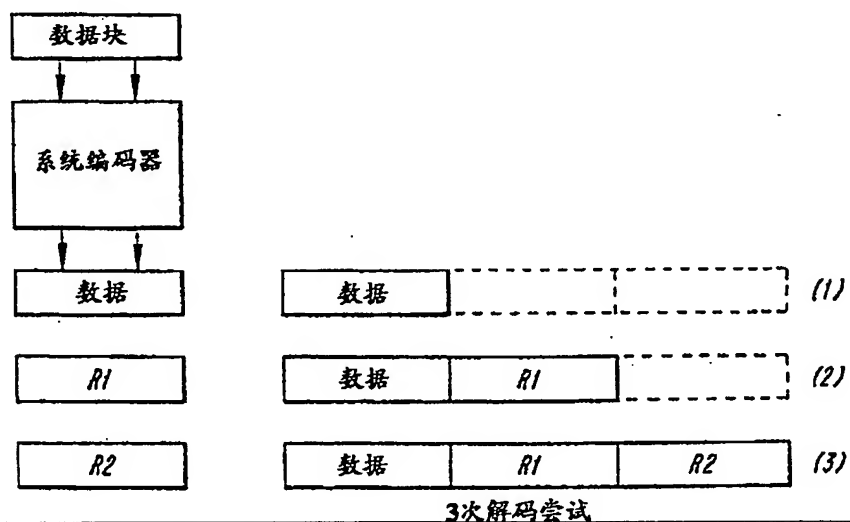 数据块
系统编码器
数据 数据 (1)
R1 数据 R1 (2)
R2 数据 R1 R2 (3)
3次解码尝试